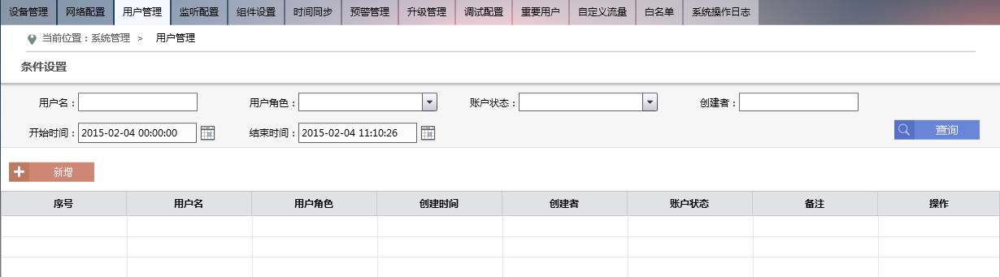 设备管理 网络配置 用户管理 监听配置 组件设置 时间同步 预警管理 升级管理 调试配置 重要用户 自定义流量 白名单 系统操作日志
当前位置：系统管理 > 用户管理
条件设置
用户名： 用户角色： 账户状态： 创建者：
开始时间： 2015-02-04 00:00:00 结束时间： 2015-02-04 11:10:26 查询
新增
序号 用户名 用户角色 创建时间 创建者 账户状态 备注 操作